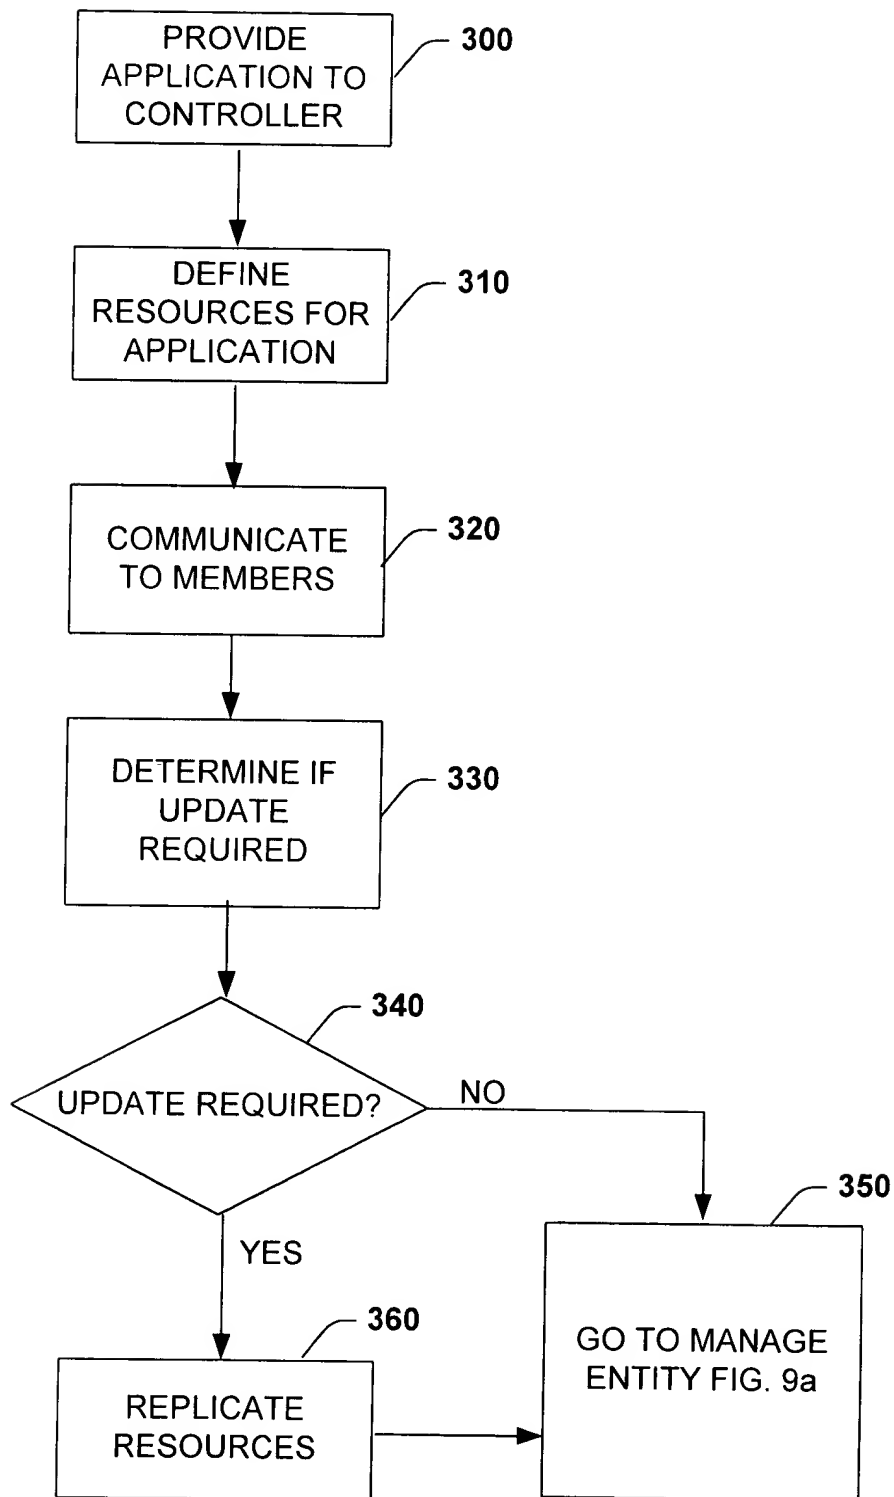 PROVIDE
APPLICATION TO
CONTROLLER
300
DEFINE
RESOURCES FOR
APPLICATION
310
COMMUNICATE
TO MEMBERS
320
DETERMINE IF
UPDATE
REQUIRED
330
340
UPDATE REQUIRED?
NO
YES
350
GO TO MANAGE
ENTITY FIG. 9a
360
REPLICATE
RESOURCES